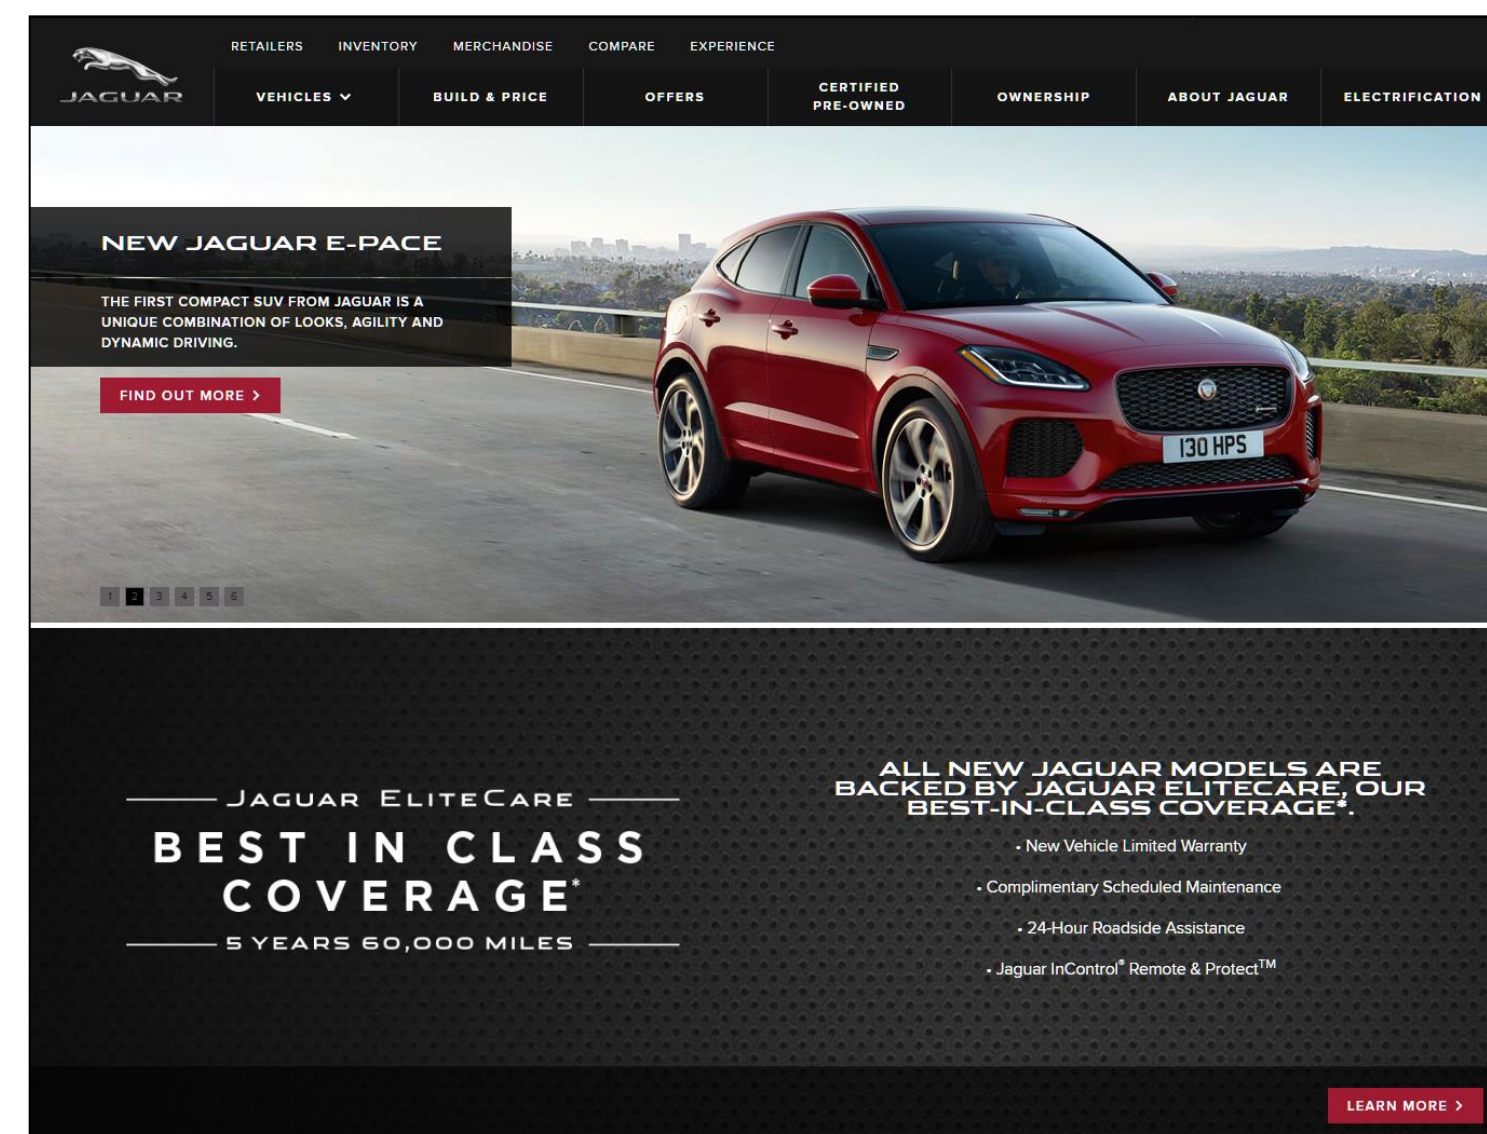 RETAILERS INVENTORY MERCHANDISE COMPARE EXPERIENCE
JAGUAR
VEHICLES BUILD & PRICE OFFERS CERTIFIED PRE-OWNED OWNERSHIP ABOUT JAGUAR ELECTRIFICATION
NEW JAGUAR E-PACE
THE FIRST COMPACT SUV FROM JAGUAR IS A
UNIQUE COMBINATION OF LOOKS, AGILITY AND
DYNAMIC DRIVING.
FIND OUT MORE >
130 HPS
1 2 3 4 5 6
JAGUAR ELITECARE
BEST IN CLASS
COVERAGE*
5 YEARS 60,000 MILES
ALL NEW JAGUAR MODELS ARE
BACKED BY JAGUAR ELITECARE, OUR
BEST-IN-CLASS COVERAGE*.
• New Vehicle Limited Warranty
• Complimentary Scheduled Maintenance
• 24-Hour Roadside Assistance
• Jaguar InControl® Remote & Protect™
LEARN MORE >